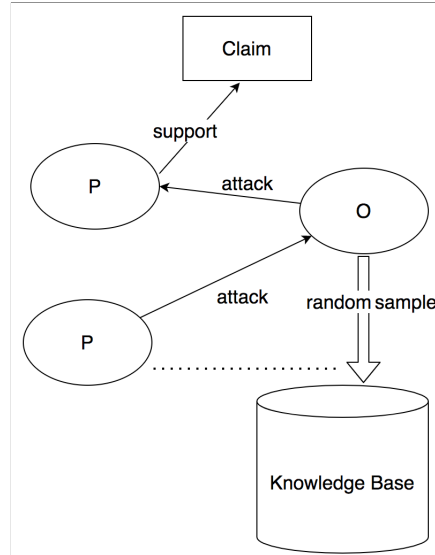 Claim
support
P
attack
O
attack
random sample
P
Knowledge Base